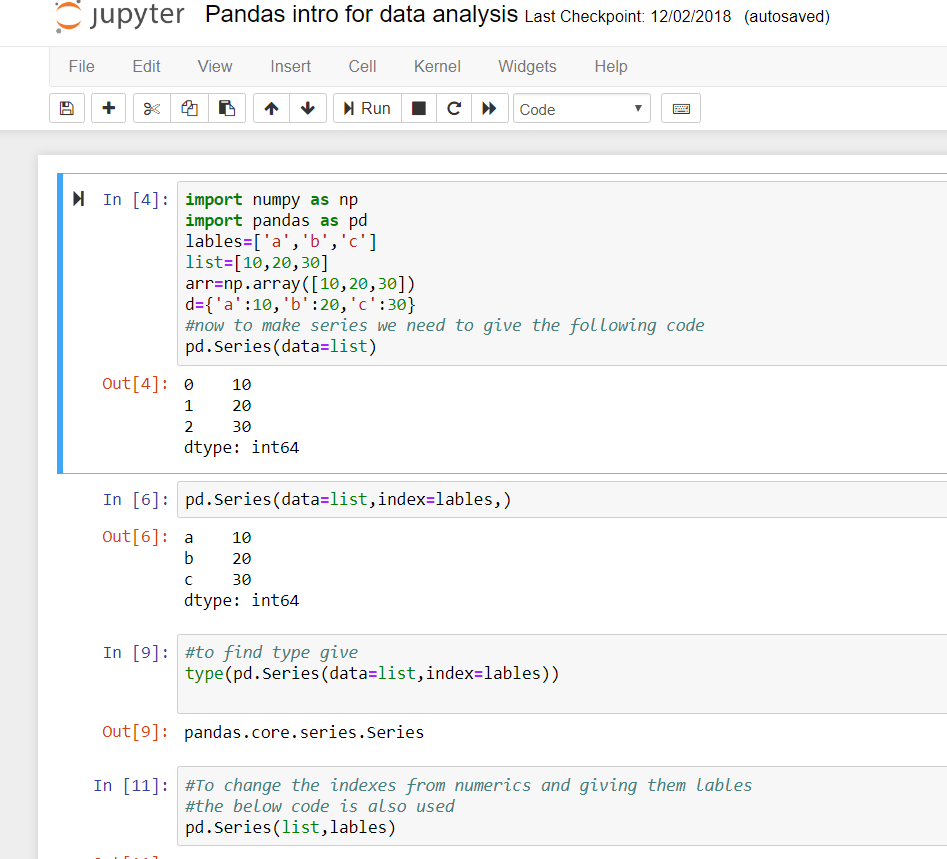 jupyter Pandas intro for data analysis Last Checkpoint: 12/02/2018 (autosaved)
File Edit View Insert Cell Kernel Widgets Help
Run Code
In [4]: import numpy as np
import pandas as pd
lables=['a','b','c']
list=[10,20,30]
arr=np.array([10,20,30])
d={'a':10,'b':20,'c':30}
#now to make series we need to give the following code
pd.Series(data=list)
Out[4]: 0 10
1 20
2 30
dtype: int64
In [6]: pd.Series(data=list,index=lables,)
Out[6]: a 10
b 20
c 30
dtype: int64
In [9]: #to find type give
type(pd.Series(data=list,index=lables))
Out[9]: pandas.core.series.Series
In [11]: #To change the indexes from numerics and giving them lables
#the below code is also used
pd.Series(list,lables)